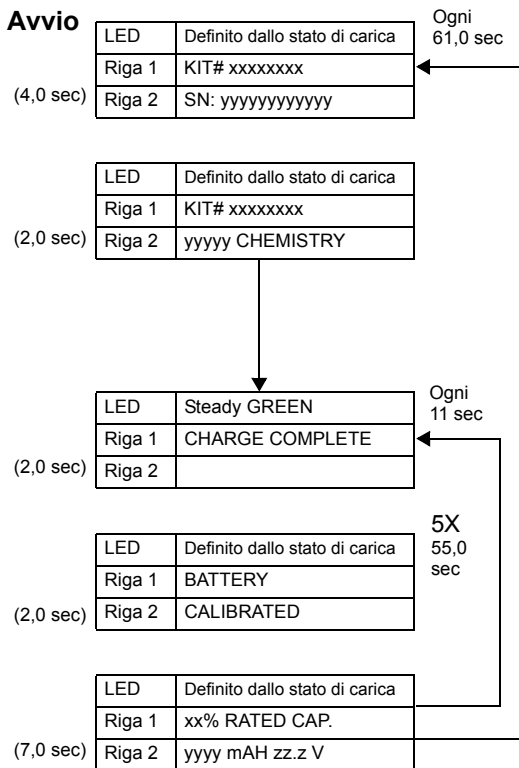 Avvio
Ogni
61,0 sec
LED Definito dallo stato di carica
Riga 1 KIT# xxxxxxxx
(4,0 sec) Riga 2 SN: yyyyyyyyyyyy
LED Definito dallo stato di carica
Riga 1 KIT# xxxxxxxx
(2,0 sec) Riga 2 yyyyy CHEMISTRY
Ogni
11 sec
LED Steady GREEN
Riga 1 CHARGE COMPLETE
(2,0 sec) Riga 2
5X
55,0
sec
LED Definito dallo stato di carica
Riga 1 BATTERY
(2,0 sec) Riga 2 CALIBRATED
LED Definito dallo stato di carica
Riga 1 xx% RATED CAP.
(7,0 sec) Riga 2 yyyy mAH zz.z V